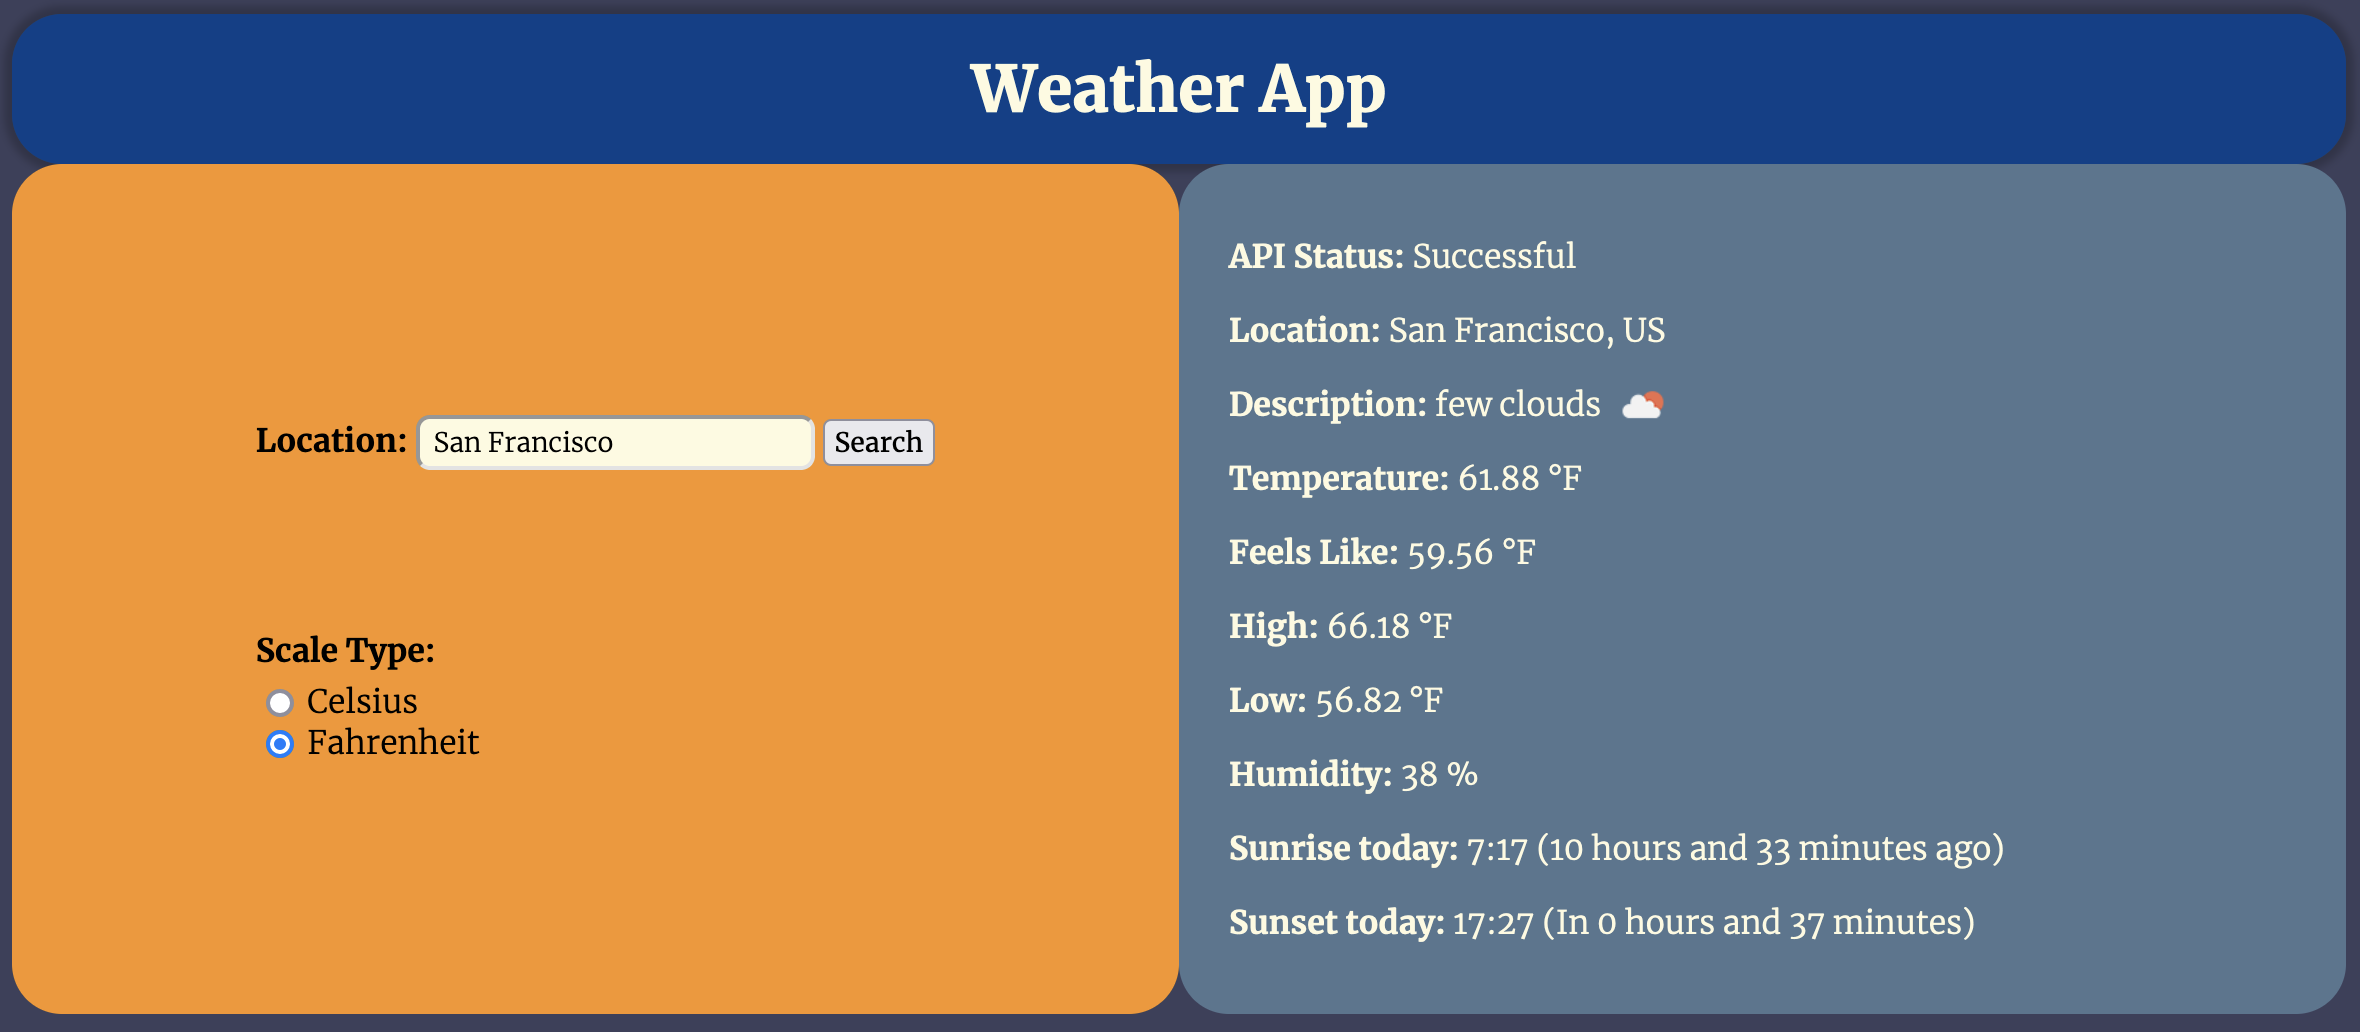 Weather App
Location: San Francisco Search
Scale Type:
Celsius
Fahrenheit
API Status: Successful
Location: San Francisco, US
Description: few clouds
Temperature: 61.88 °F
Feels Like: 59.56 °F
High: 66.18 °F
Low: 56.82 °F
Humidity: 38 %
Sunrise today: 7:17 (10 hours and 33 minutes ago)
Sunset today: 17:27 (In 0 hours and 37 minutes)